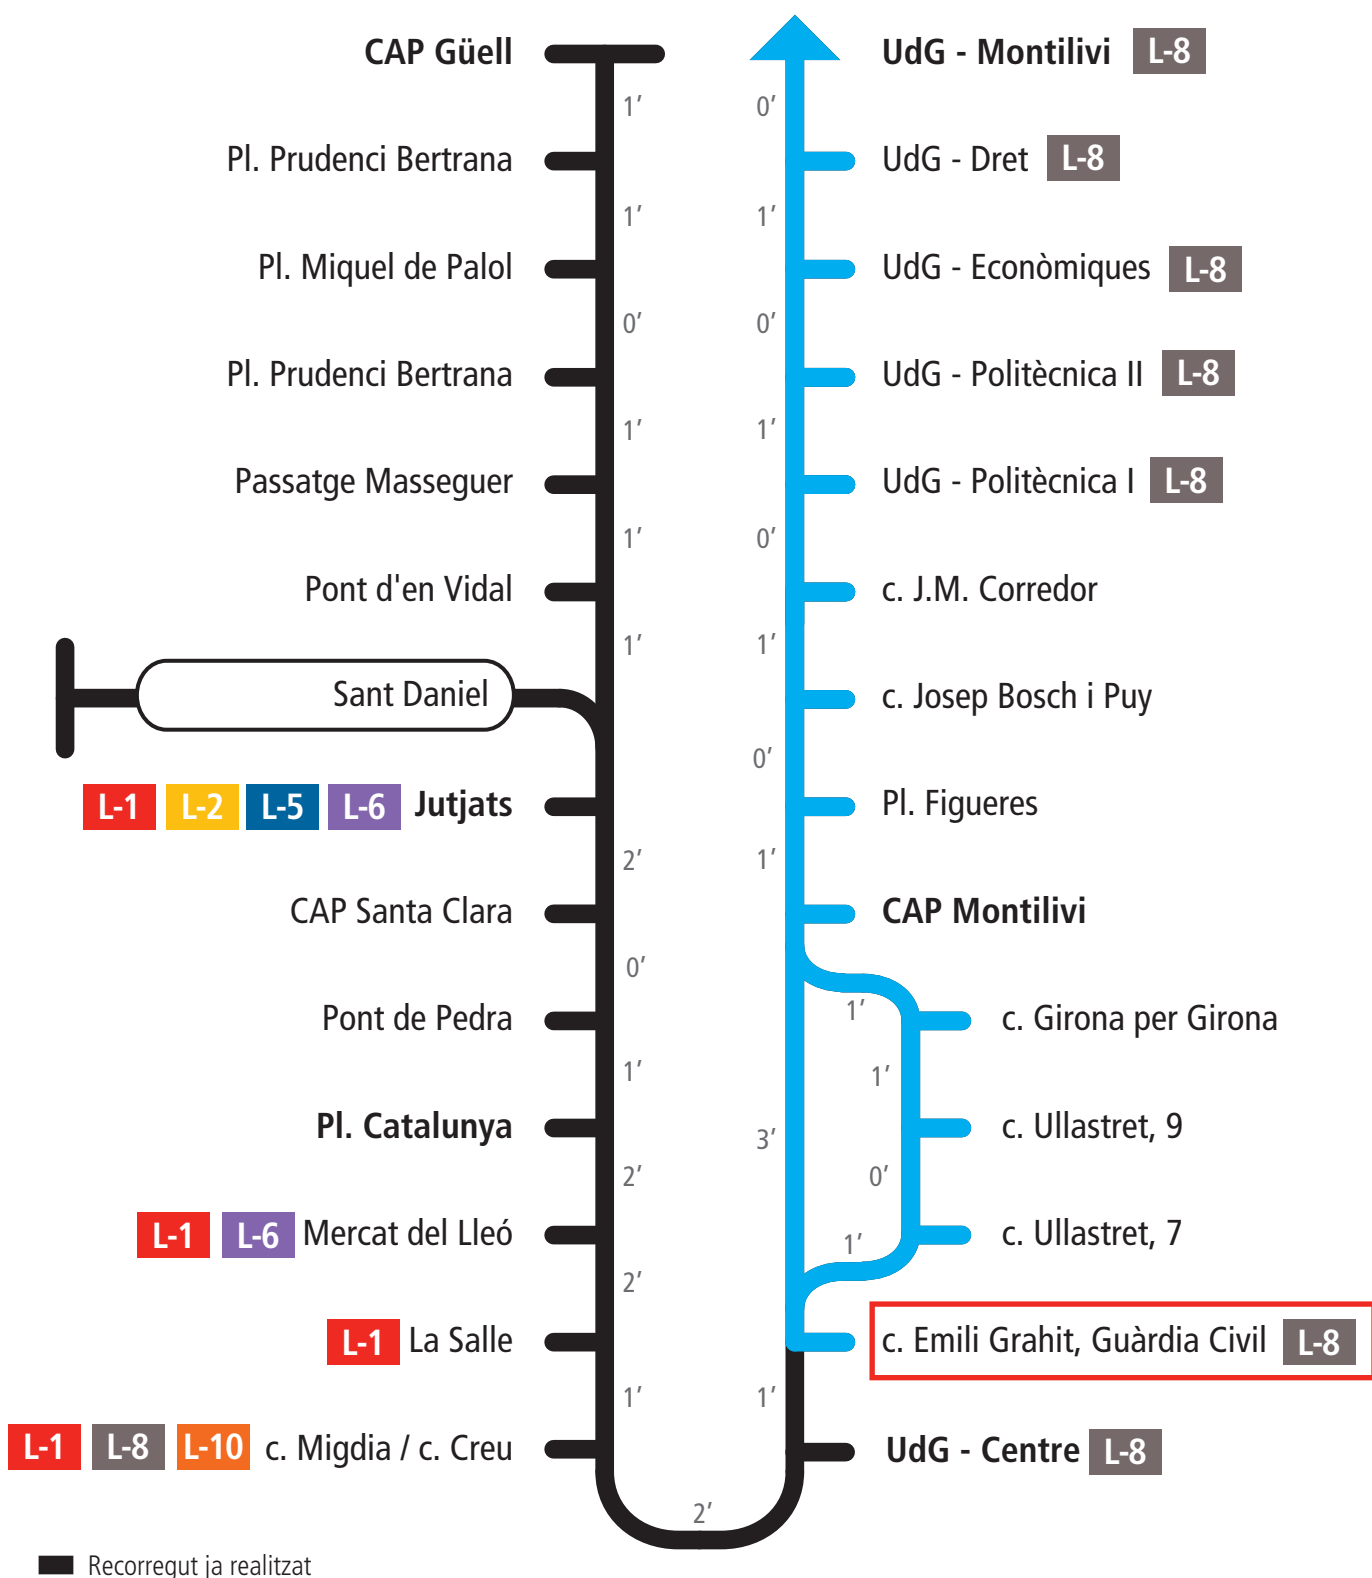 CAP Güell
1’
Pl. Prudenci Bertrana
1’
Pl. Miquel de Palol
0’
Pl. Prudenci Bertrana
1’
Passatge Masseguer
1’
Pont d'en Vidal
1’
Sant Daniel
L-1 L-2 L-5 L-6 Jutjats
2’
CAP Santa Clara
0’
Pont de Pedra
1’
Pl. Catalunya
2’
L-1 L-6 Mercat del Lleó
2’
L-1 La Salle
1’
L-1 L-8 L-10 c. Migdia / c. Creu
2’
UdG - Montilivi L-8
0’
UdG - Dret L-8
1’
UdG - Econòmiques L-8
0’
UdG - Politècnica II L-8
1’
UdG - Politècnica I L-8
0’
c. J.M. Corredor
1’
c. Josep Bosch i Puy
0’
Pl. Figueres
1’
CAP Montilivi
1’
c. Girona per Girona
1’
c. Ullastret, 9
3’
0’
c. Ullastret, 7
1’
c. Emili Grahit, Guàrdia Civil L-8
1’
UdG - Centre L-8
Recorregut ja realitzat